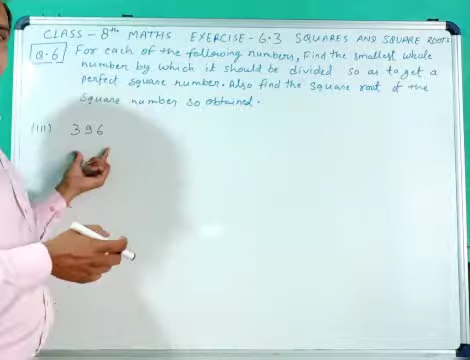 CLASS - 8th MATHS EXERCISE - 6.3 SQUARES AND SQUARE ROOTS
Q.6 For each of the following numbers, Find the smallest whole
number by which it should be divided so as to get a
perfect square number. Also find the square root of the
square number so obtained.
(iii) 396